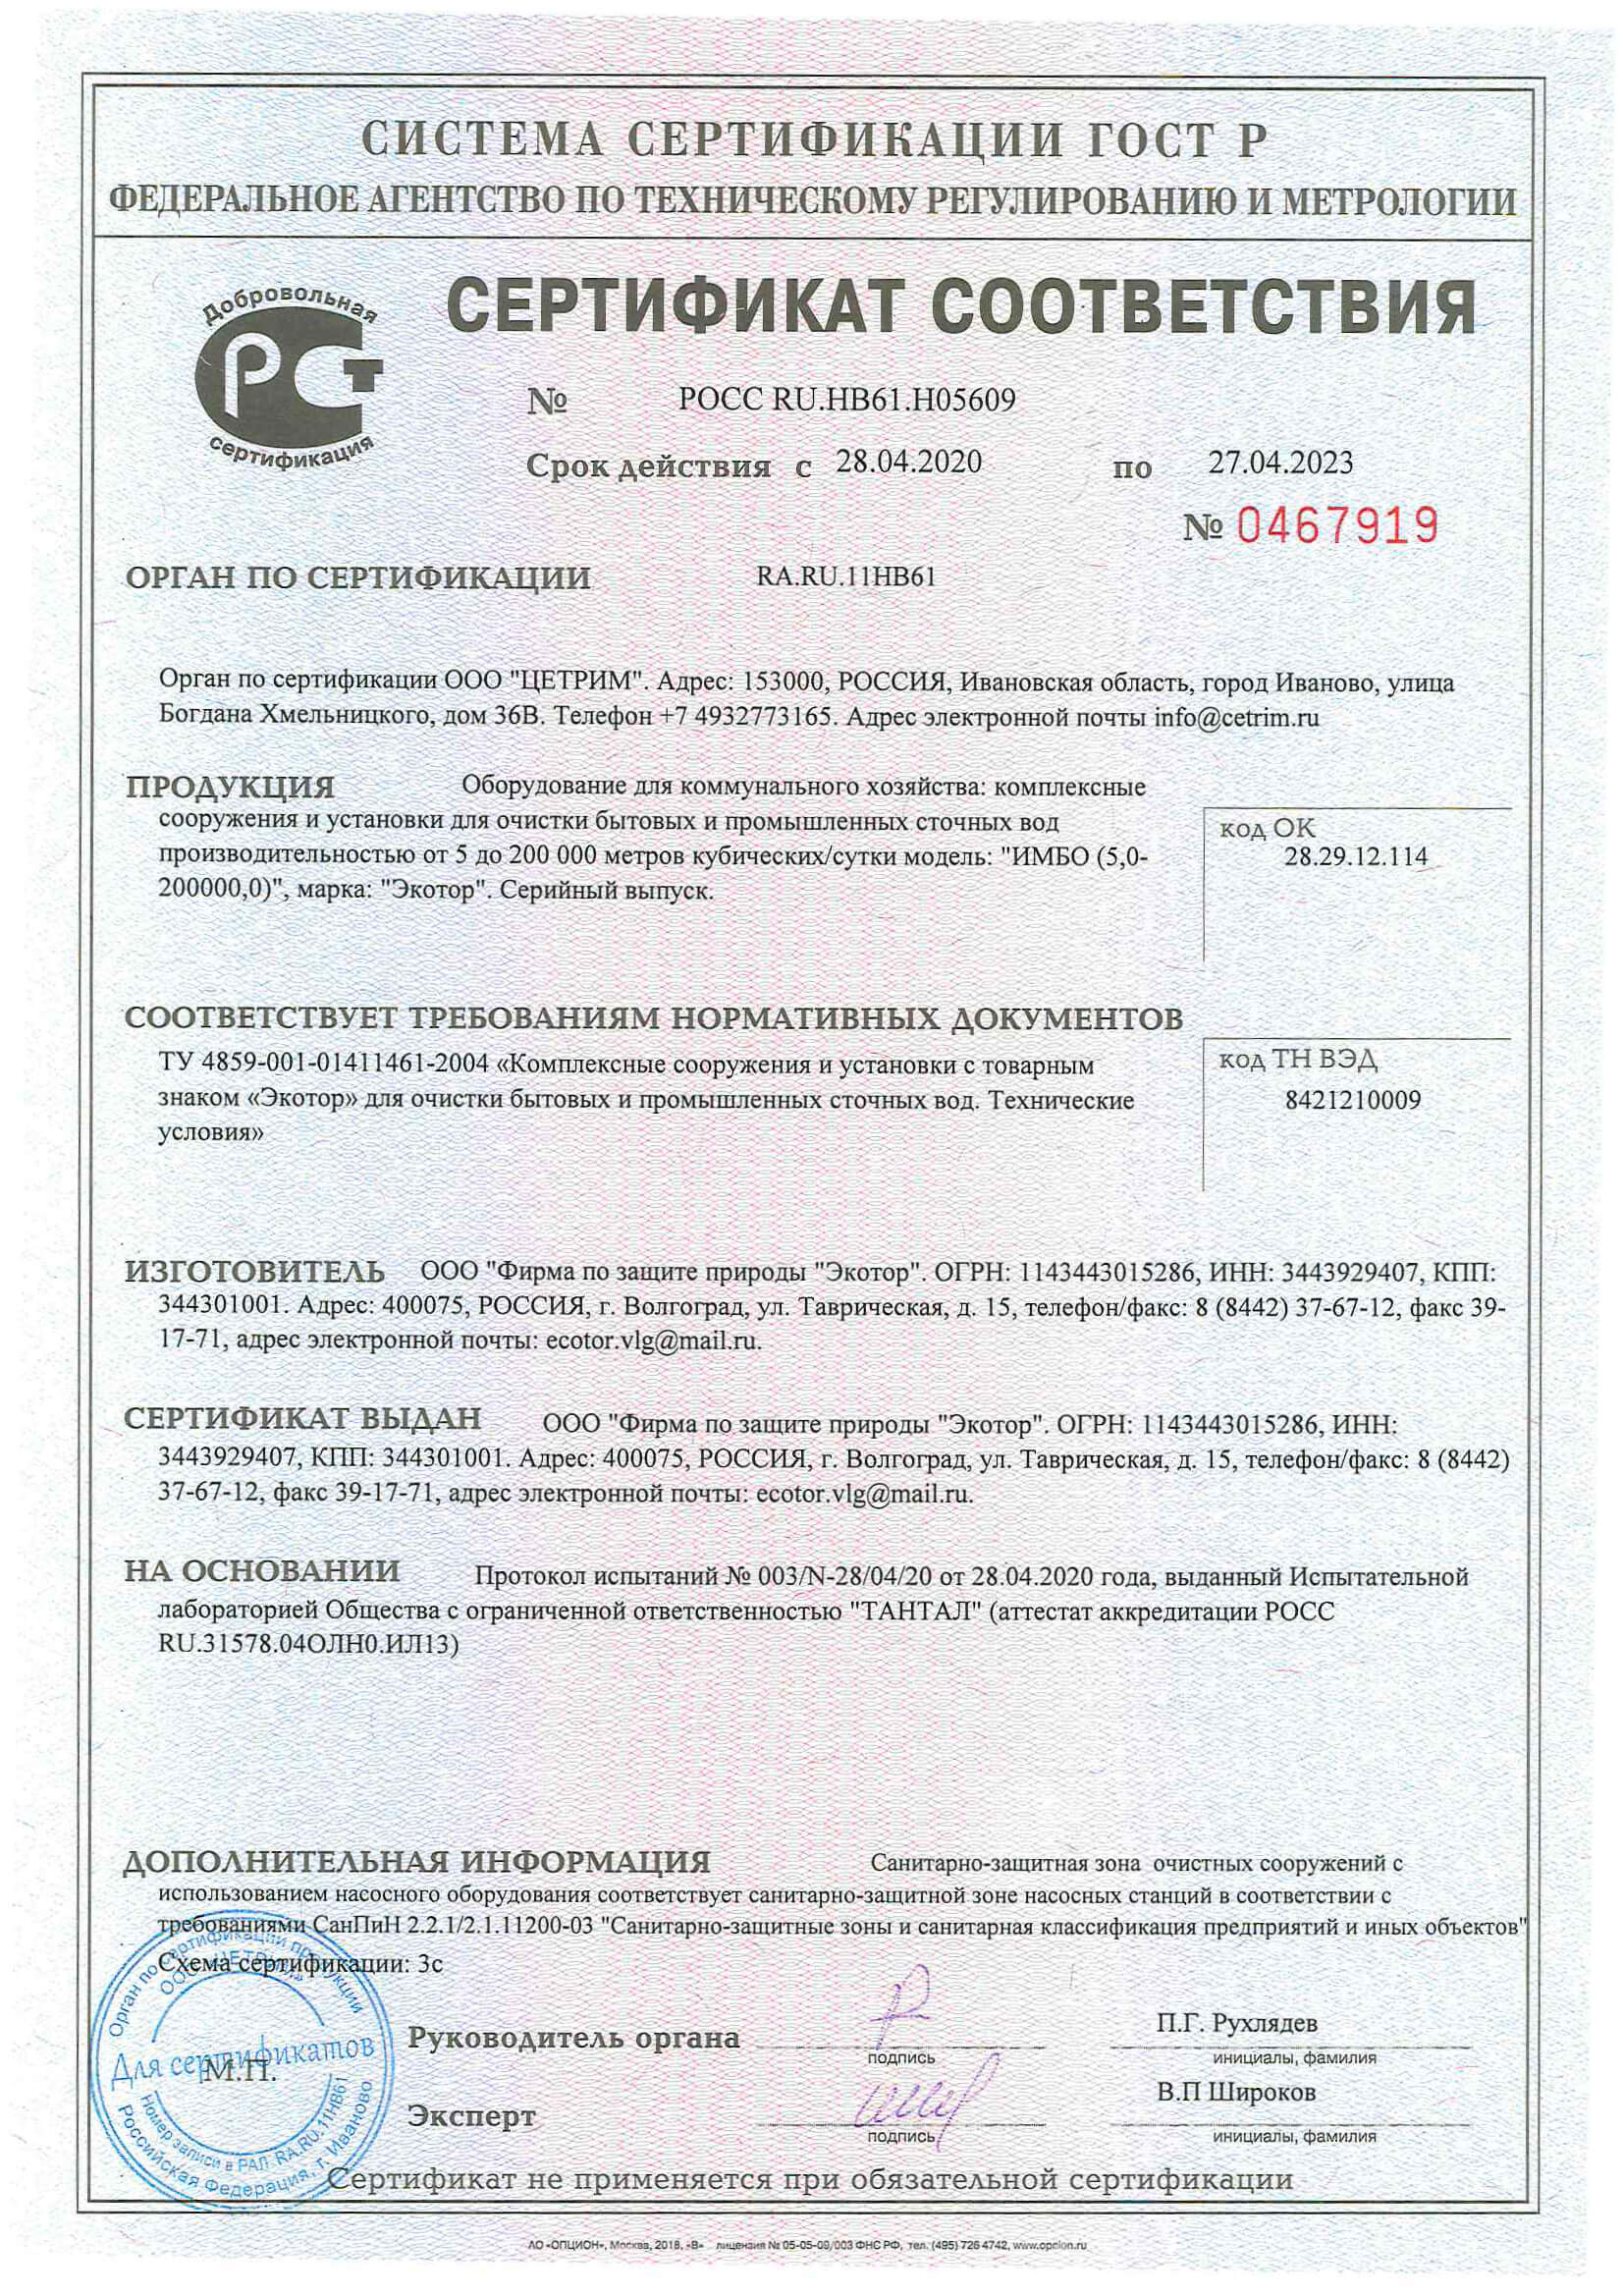 СИСТЕМА СЕРТИФИКАЦИИ ГОСТ Р
ФЕДЕРАЛЬНОЕ АГЕНТСТВО ПО ТЕХНИЧЕСКОМУ РЕГУЛИРОВАНИЮ И МЕТРОЛОГИИ
Добровольная
РСТ
сертификация
СЕРТИФИКАТ СООТВЕТСТВИЯ
№ РОСС RU.НВ61.Н05609
Срок действия с 28.04.2020 по 27.04.2023
№ 0467919
ОРГАН ПО СЕРТИФИКАЦИИ RA.RU.11НВ61
Орган по сертификации ООО "ЦЕТРИМ". Адрес: 153000, РОССИЯ, Ивановская область, город Иваново, улица
Богдана Хмельницкого, дом 36В. Телефон +7 4932773165. Адрес электронной почты info@cetrim.ru
ПРОДУКЦИЯ Оборудование для коммунального хозяйства: комплексные
сооружения и установки для очистки бытовых и промышленных сточных вод
производительностью от 5 до 200 000 метров кубических/сутки модель: "ИМБО (5,0-
200000,0)", марка: "Экотор". Серийный выпуск.
код ОК
28.29.12.114
СООТВЕТСТВУЕТ ТРЕБОВАНИЯМ НОРМАТИВНЫХ ДОКУМЕНТОВ
ТУ 4859-001-01411461-2004 «Комплексные сооружения и установки с товарным
знаком «Экотор» для очистки бытовых и промышленных сточных вод. Технические
условия»
код ТН ВЭД
8421210009
ИЗГОТОВИТЕЛЬ ООО "Фирма по защите природы "Экотор". ОГРН: 1143443015286, ИНН: 3443929407, КПП:
344301001. Адрес: 400075, РОССИЯ, г. Волгоград, ул. Таврическая, д. 15, телефон/факс: 8 (8442) 37-67-12, факс 39-
17-71, адрес электронной почты: ecotor.vlg@mail.ru.
СЕРТИФИКАТ ВЫДАН ООО "Фирма по защите природы "Экотор". ОГРН: 1143443015286, ИНН:
3443929407, КПП: 344301001. Адрес: 400075, РОССИЯ, г. Волгоград, ул. Таврическая, д. 15, телефон/факс: 8 (8442)
37-67-12, факс 39-17-71, адрес электронной почты: ecotor.vlg@mail.ru.
НА ОСНОВАНИИ Протокол испытаний № 003/N-28/04/20 от 28.04.2020 года, выданный Испытательной
лабораторией Общества с ограниченной ответственностью "ТАНТАЛ" (аттестат аккредитации РОСС
RU.31578.04ОЛН0.ИЛ13)
ДОПОЛНИТЕЛЬНАЯ ИНФОРМАЦИЯ Санитарно-защитная зона очистных сооружений с
использованием насосного оборудования соответствует санитарно-защитной зоне насосных станций в соответствии с
требованиями СанПиН 2.2.1/2.1.11200-03 "Санитарно-защитные зоны и санитарная классификация предприятий и иных объектов"
Схема сертификации: 3с
Орган по сертификации продукции
ООО «ЦЕТРИМ»
Для сертификатов
М.П.
Номер записи в РАЛ RA.RU.11НВ61
Российская Федерация, г. Иваново
Руководитель органа
подпись
П.Г. Рухлядев
инициалы, фамилия
Эксперт
подпись
В.П Широков
инициалы, фамилия
Сертификат не применяется при обязательной сертификации
АО «ОПЦИОН», Москва, 2018, «В» лицензия № 05-05-09/003 ФНС РФ, тел. (495) 726 4742, www.opcion.ru